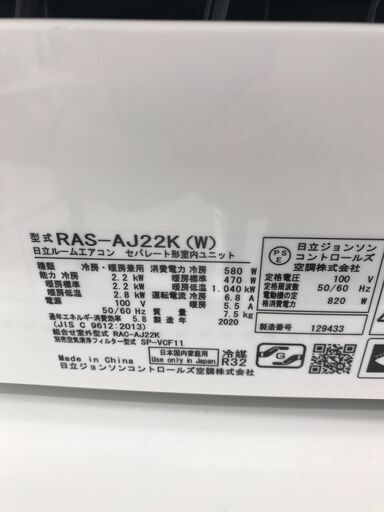 型式 RAS-AJ22K(W)
日立ルームエアコン セパレート形室内ユニット
種類 冷房・暖房兼用 消費電力 冷房 580 W
能力 冷房 2.2 kW 暖房標準 470 W
暖房標準 2.2 kW 暖房低温 1.040 kW
暖房低温 2.8 kW 運転電流 冷房 6.8 A
電源 100 V 暖房 5.5 A
50/60 Hz 質量 7.5kg
通年エネルギー消費効率 5.8 製造年 2020
(JIS C 9612:2013)
組合せ室外型式 RAC-AJ22K
別売空気清浄フィルター型式 SP-VCF11
Made in China
日本国内家庭用
Use only in Japan
冷媒
R32
日立ジョンソンコントロールズ空調株式会社
PS
E
日立ジョンソン
コントロールズ
空調株式会社
定格電圧 100 V
定格周波数 50/60 Hz
電動機の定
格消費電力 820 W
製造番号 129433